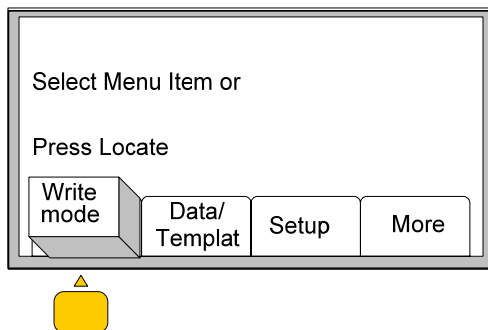 Select Menu Item or
Press Locate
Write
mode
Data/
Templat
Setup
More